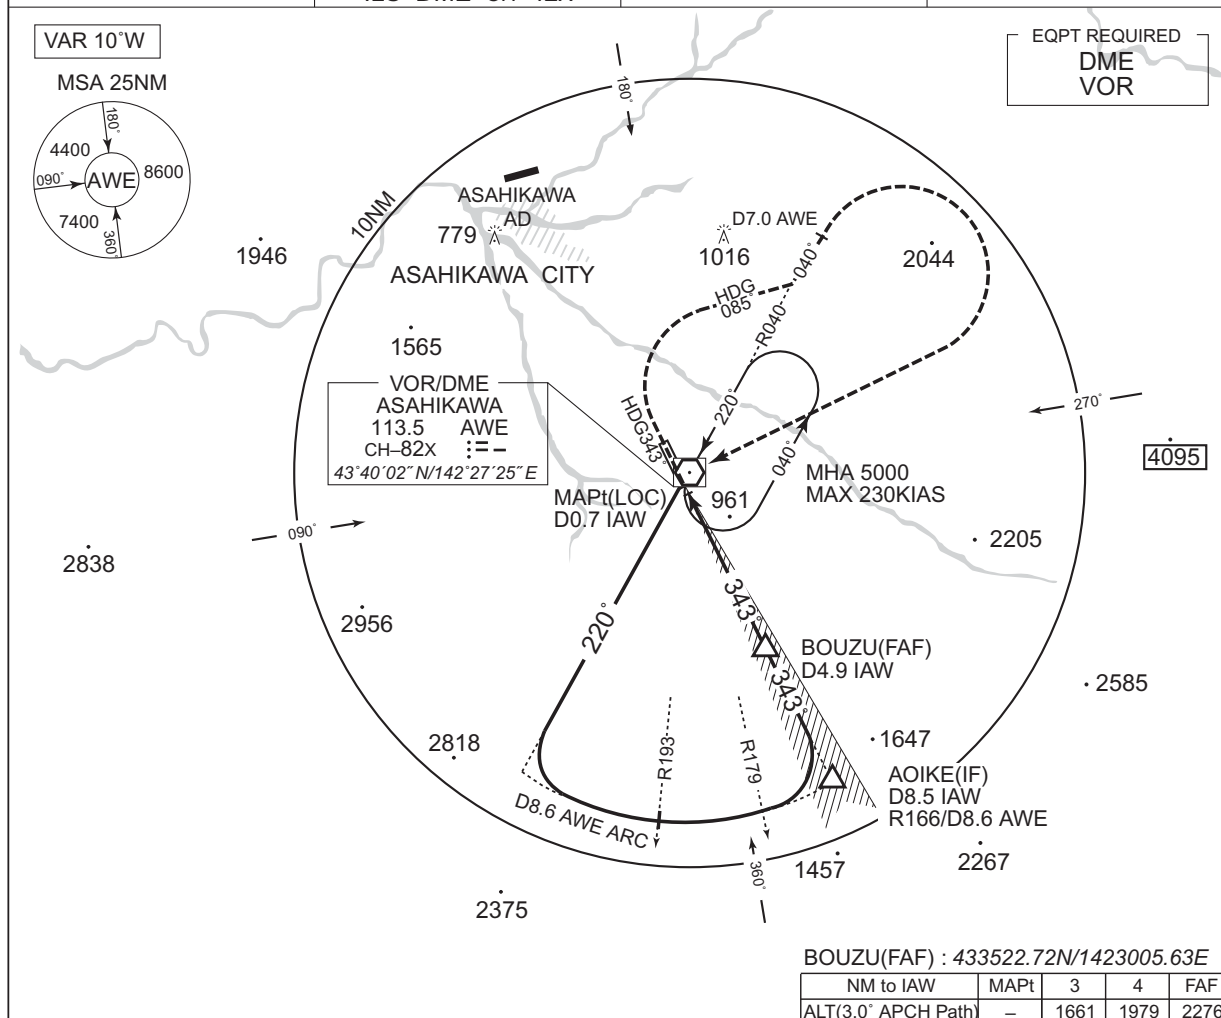 VAR 10°W
MSA 25NM
180°
4400
8600
090°
AWE
7400
360°
EQPT REQUIRED
DME
VOR
180°
10NM
ASAHIKAWA
AD
779
ASAHIKAWA CITY
D7.0 AWE
1016
040°
2044
1946
HDG
085°
R040
1565
VOR/DME
ASAHIKAWA
113.5 AWE
CH–82X
43°40′02″N/142°27′25″E
220°
HDG343°
040°
270°
4095
MHA 5000
MAX 230KIAS
MAPt(LOC)
D0.7 IAW
961
090°
2205
2838
2956
343°
220°
BOUZU(FAF)
D4.9 IAW
343°
2585
2818
R193
R179
1647
AOIKE(IF)
D8.5 IAW
R166/D8.6 AWE
D8.6 AWE ARC
360°
1457
2267
2375
BOUZU(FAF) : 433522.72N/1423005.63E
NM to IAW MAPt 3 4 FAF
ALT(3.0° APCH Path) – 1661 1979 2276